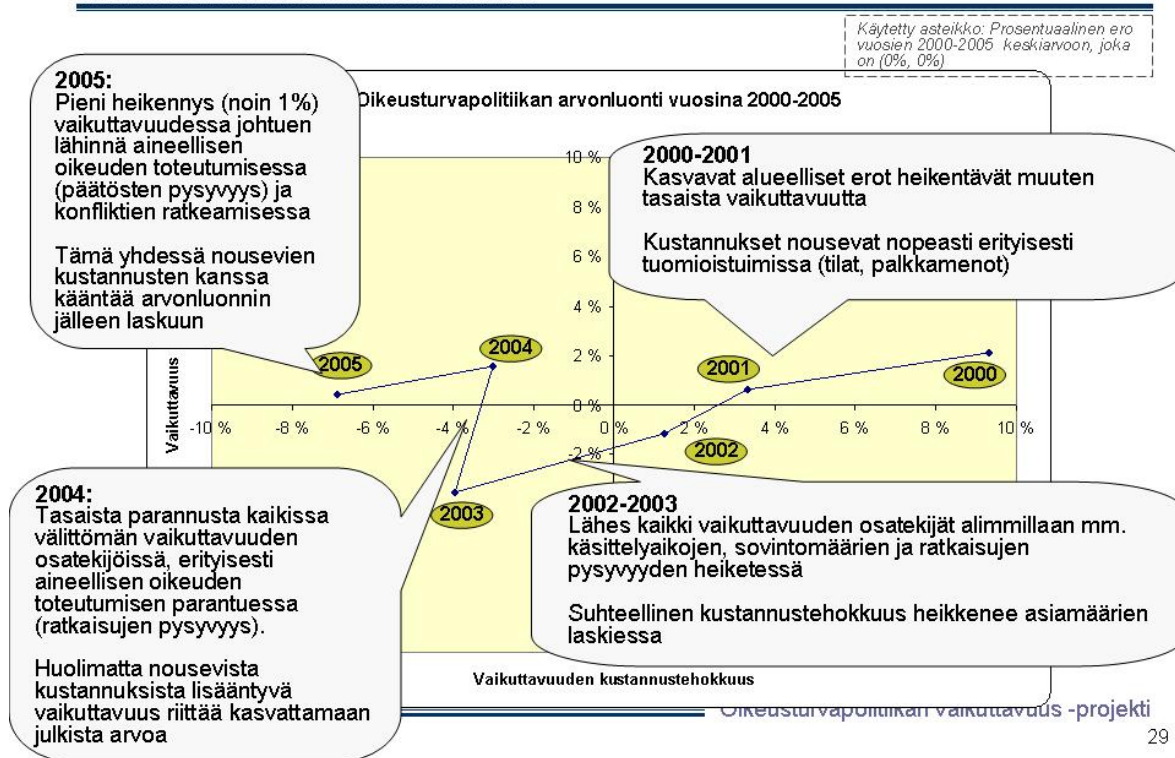 Käytetty asteikko: Prosentuaalinen ero
vuosien 2000-2005 keskiarvoon, joka
on (0%, 0%)
Oikeusturvapolitiikan arvonluonti vuosina 2000-2005
2005:
Pieni heikennys (noin 1%)
vaikuttavuudessa johtuen
lähinnä aineellisen
oikeuden toteutumisessa
(päätösten pysyvyys) ja
konfliktien ratkeamisessa
Tämä yhdessä nousevien
kustannusten kanssa
kääntää arvonluonnin
jälleen laskuun
2000-2001
Kasvavat alueelliset erot heikentävät muuten
tasaista vaikuttavuutta
Kustannukset nousevat nopeasti erityisesti
tuomioistuimissa (tilat, palkkamenot)
10 %
8 %
6 %
4 %
2 %
0 %
-2 %
Vaikuttavuus
2005
2004
2001
2000
2002
2003
-10 %
-8 %
-6 %
-4 %
-2 %
0 %
2 %
4 %
6 %
8 %
10 %
2004:
Tasaista parannusta kaikissa
välittömän vaikuttavuuden
osatekijöissä, erityisesti
aineellisen oikeuden
toteutumisen parantuessa
(ratkaisujen pysyvyys).
Huolimatta nousevista
kustannuksista lisääntyvä
vaikuttavuus riittää kasvattamaan
julkista arvoa
2002-2003
Lähes kaikki vaikuttavuuden osatekijät alimmillaan mm.
käsittelyaikojen, sovintomäärien ja ratkaisujen
pysyvyyden heiketessä
Suhteellinen kustannustehokkuus heikkenee asiamäärien
laskiessa
Vaikuttavuuden kustannustehokkuus
Oikeusturvapolitiikan vaikuttavuus -projekti
29